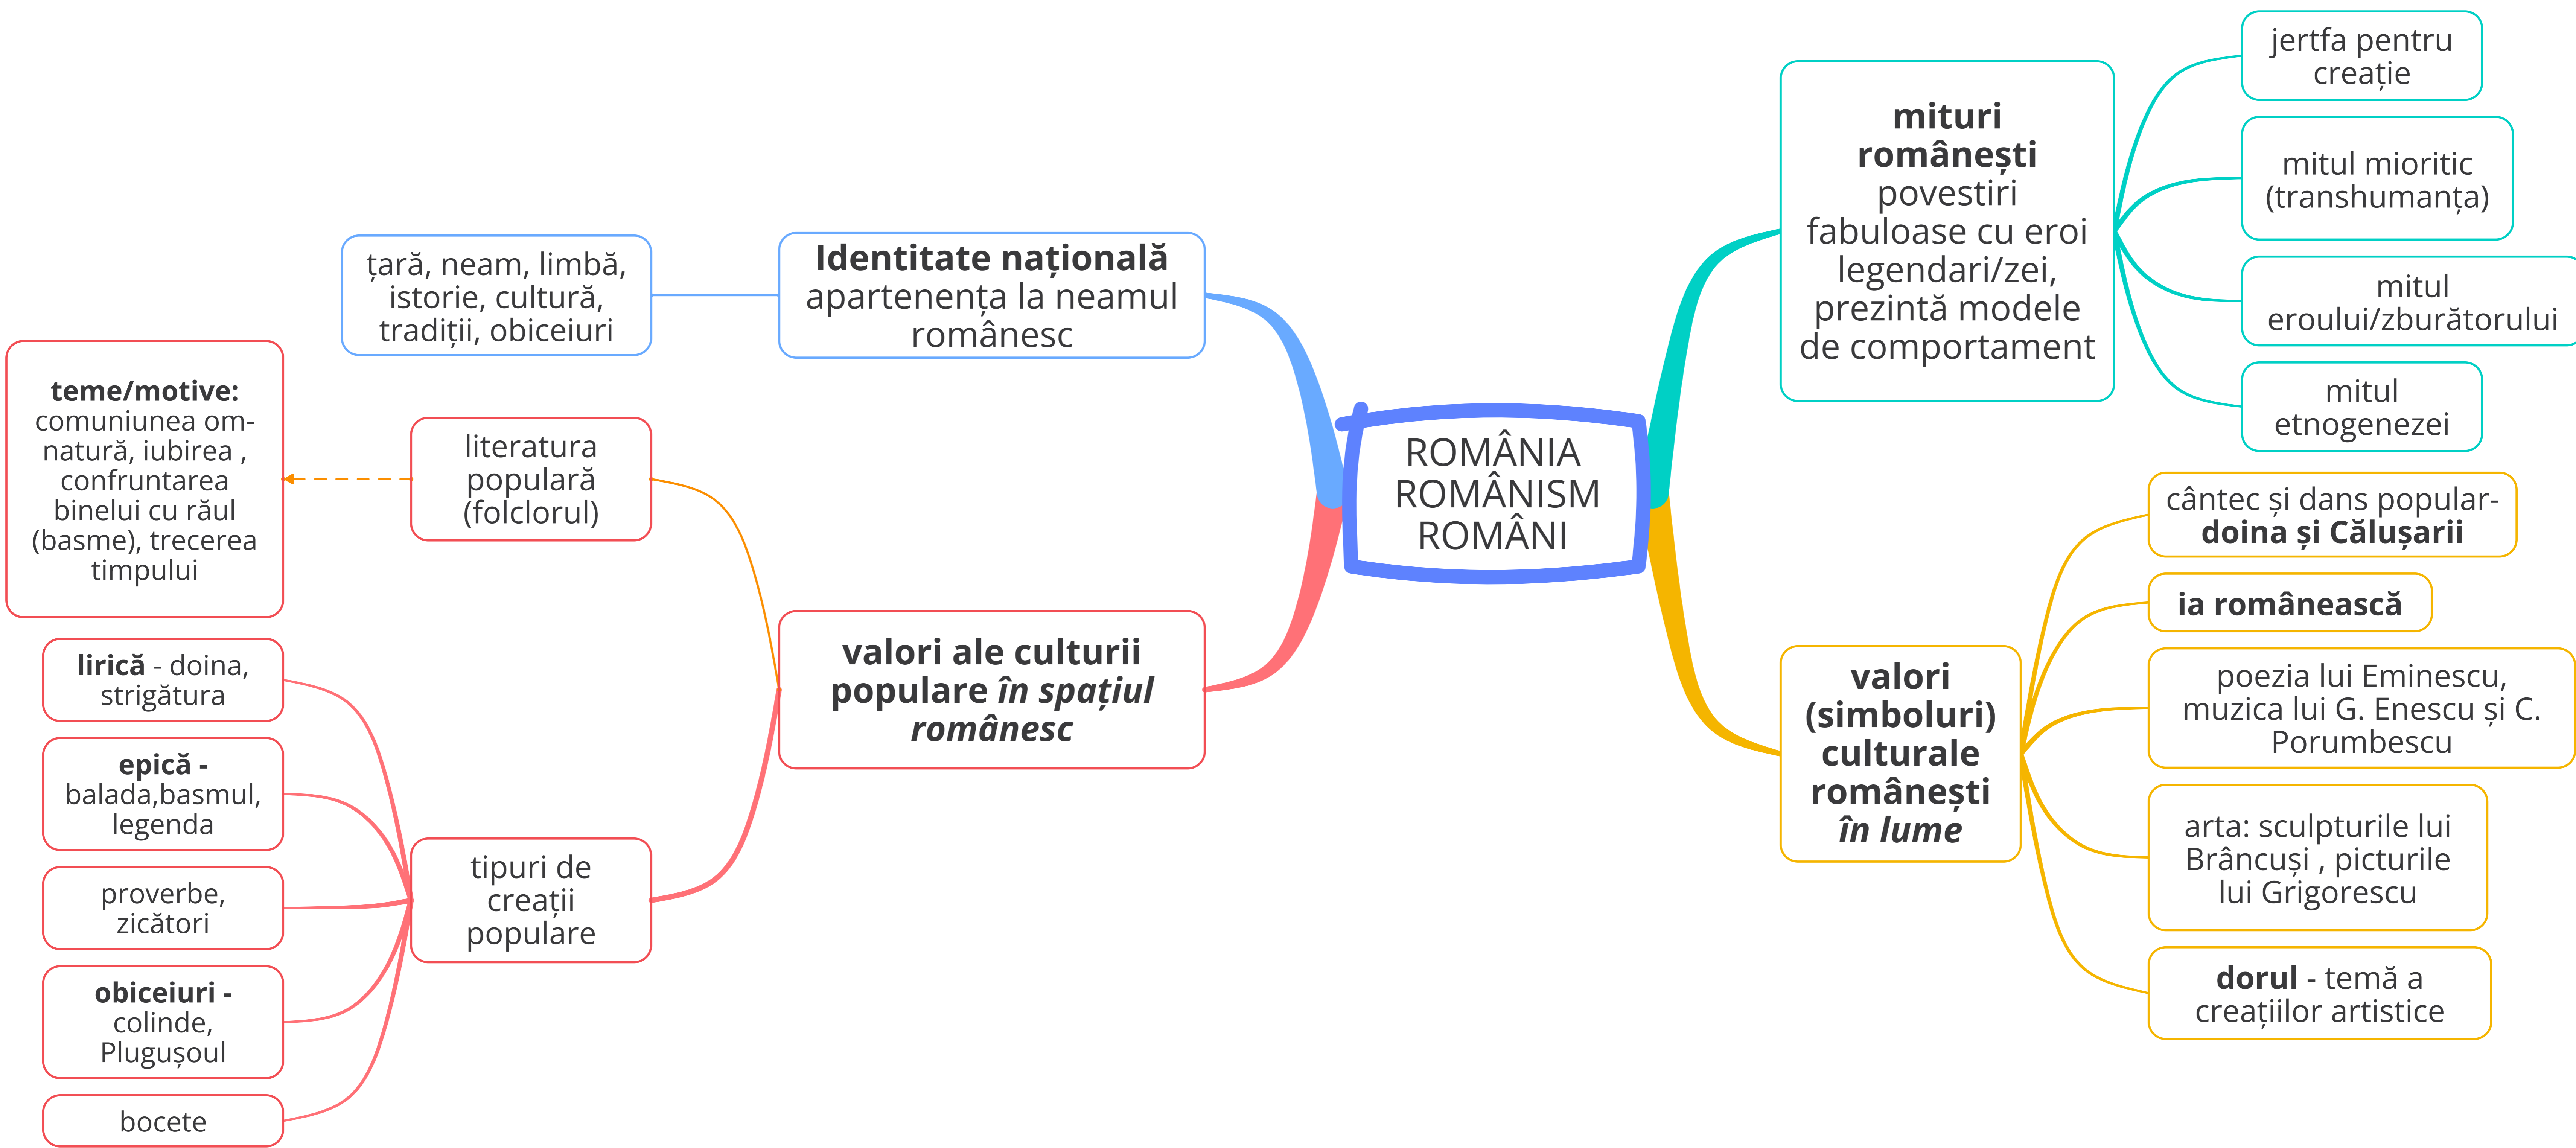 ROMÂNIA
ROMÂNISM
ROMÂNI
Identitate națională
apartenența la neamul
românesc
țară, neam, limbă,
istorie, cultură,
tradiții, obiceiuri
valori ale culturii
populare în spațiul
românesc
literatura
populară
(folclorul)
teme/motive:
comuniunea om-
natură, iubirea ,
confruntarea
binelui cu răul
(basme), trecerea
timpului
tipuri de
creații
populare
lirică - doina,
strigătura
epică -
balada,basmul,
legenda
proverbe,
zicători
obiceiuri -
colinde,
Plugușoul
bocete
mituri
românești
povestiri
fabuloase cu eroi
legendari/zei,
prezintă modele
de comportament
jertfa pentru
creație
mitul mioritic
(transhumanța)
mitul
eroului/zburătorului
mitul
etnogenezei
valori
(simboluri)
culturale
românești
în lume
cântec și dans popular-
doina și Călușarii
ia românească
poezia lui Eminescu,
muzica lui G. Enescu și C.
Porumbescu
arta: sculpturile lui
Brâncuși , picturile
lui Grigorescu
dorul - temă a
creațiilor artistice